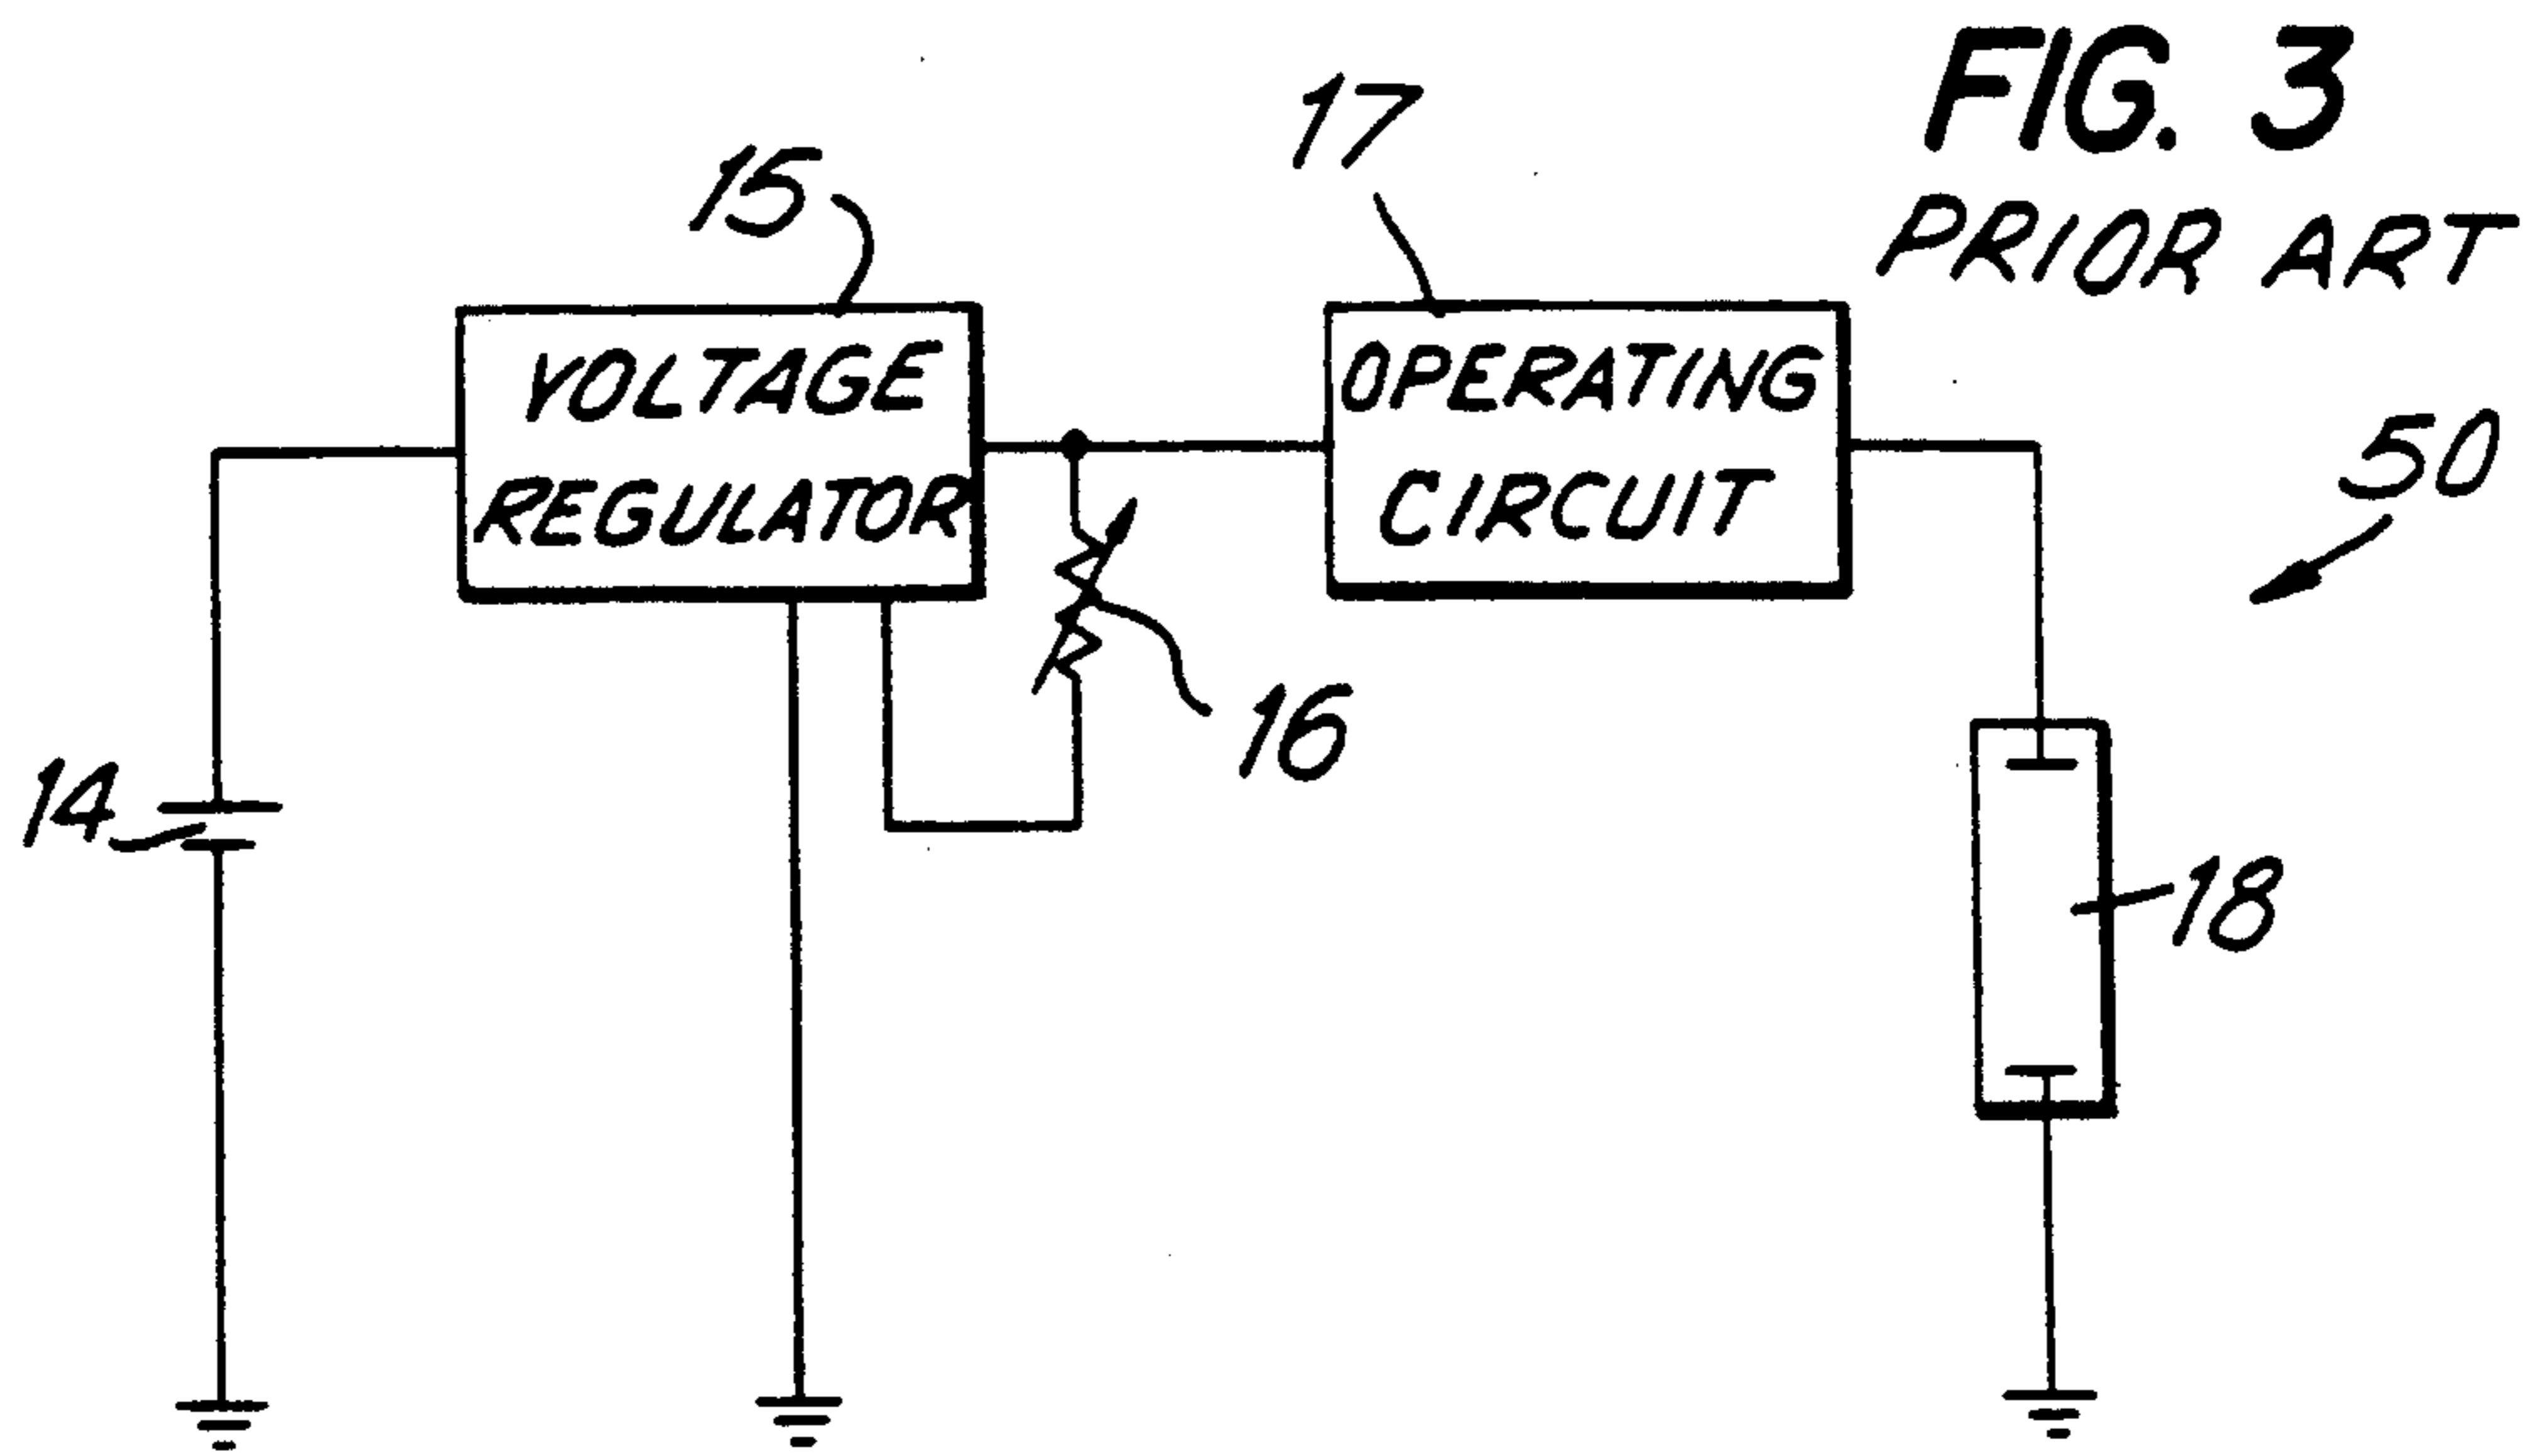 FIG. 3
PRIOR ART
15
17
VOLTAGE
REGULATOR
OPERATING
CIRCUIT
50
16
14
18